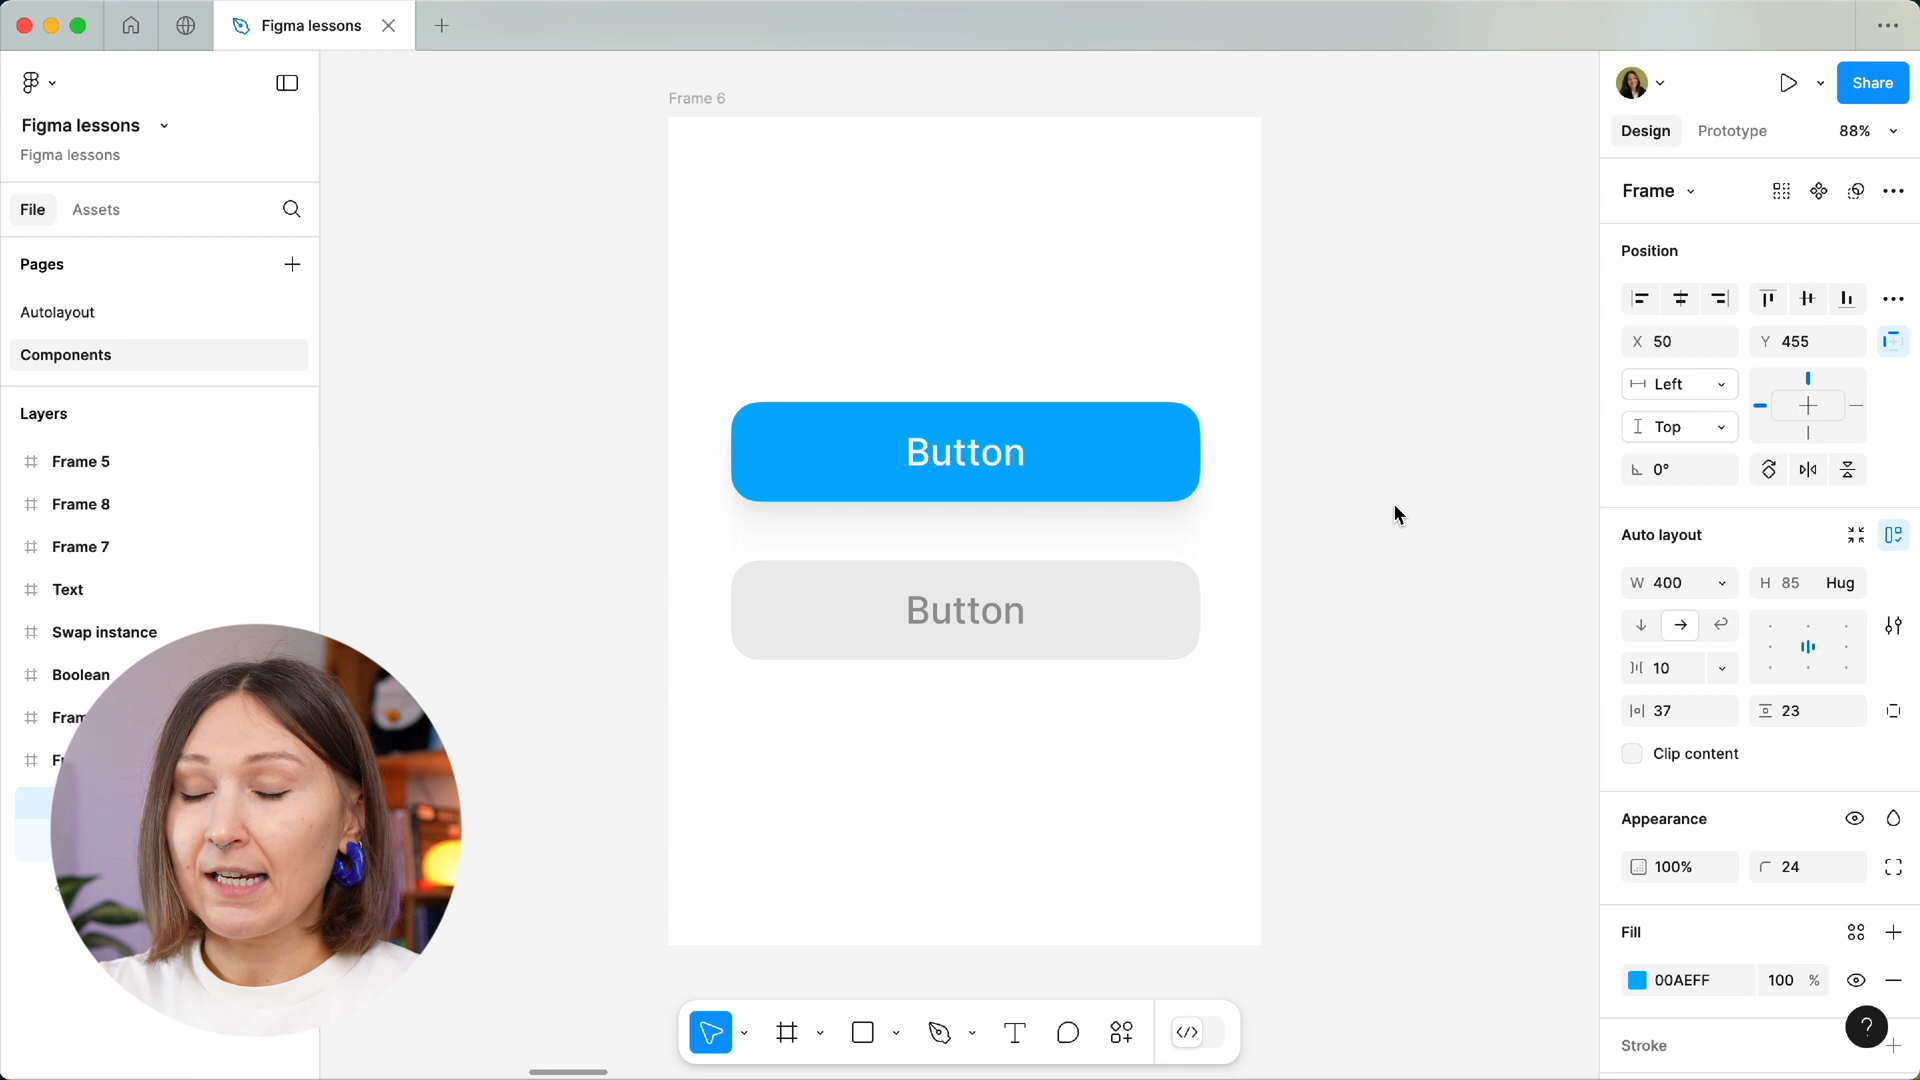 Figma lessons
Share
Figma lessons
Figma lessons
Design
Prototype
88%
File
Assets
Pages
Autolayout
Components
Layers
Frame 5
Frame 8
Frame 7
Text
Swap instance
Boolean
Fram
Frame 6
Button
Button
Frame
Position
X 50
Y 455
Left
Top
0°
Auto layout
W 400
H 85 Hug
10
37
23
Clip content
Appearance
100%
24
Fill
00AEFF
100 %
Stroke
?